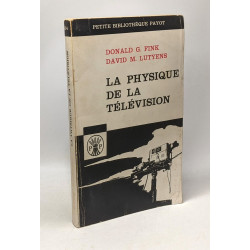 PETITE BIBLIOTHÈQUE PAYOT
DONALD G. FINK
DAVID M. LUTYENS
LA PHYSIQUE
DE LA
TÉLÉVISION